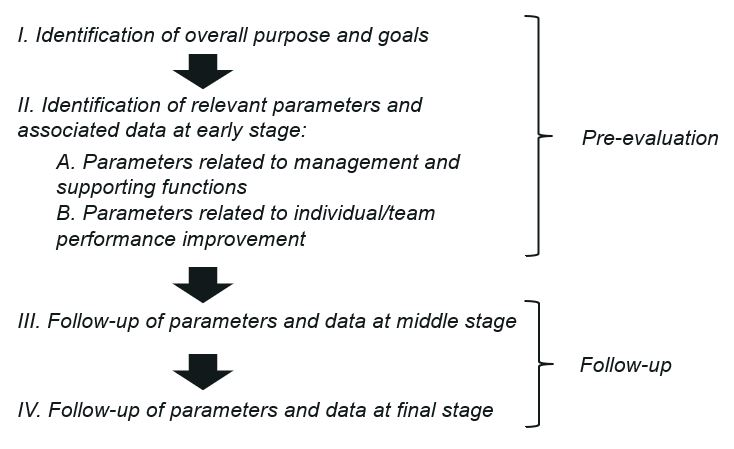 I. Identification of overall purpose and goals
II. Identification of relevant parameters and
associated data at early stage:
A. Parameters related to management and
supporting functions
B. Parameters related to individual/team
performance improvement
Pre-evaluation
III. Follow-up of parameters and data at middle stage
IV. Follow-up of parameters and data at final stage
Follow-up